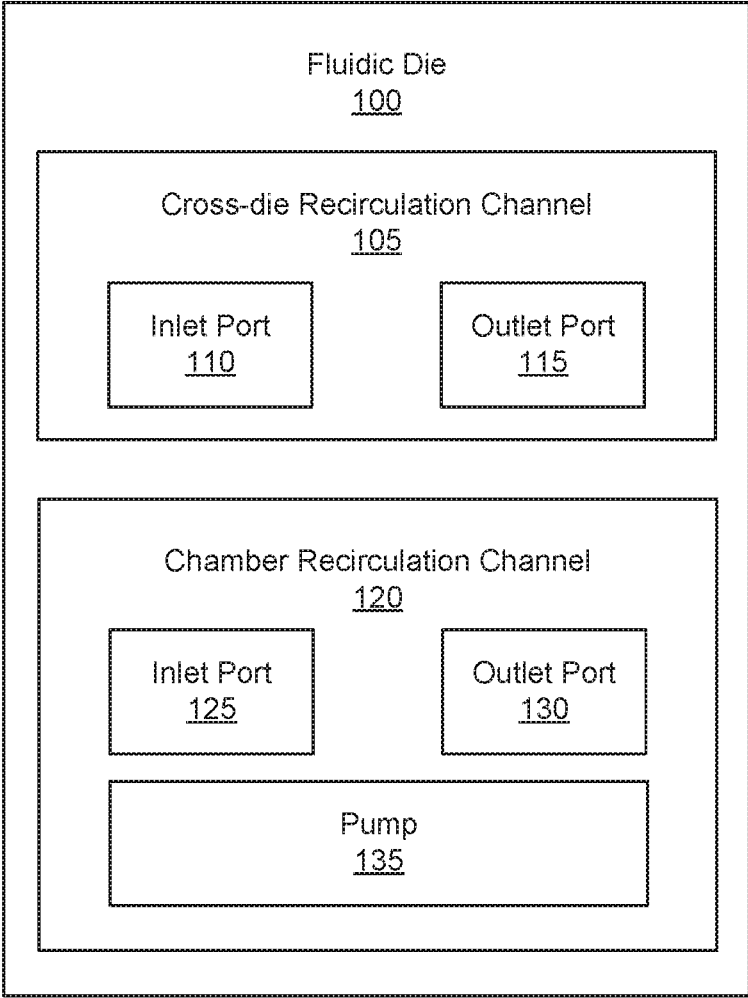 Fluidic Die
100
Cross-die Recirculation Channel
105
Inlet Port
110
Outlet Port
115
Chamber Recirculation Channel
120
Inlet Port
125
Outlet Port
130
Pump
135